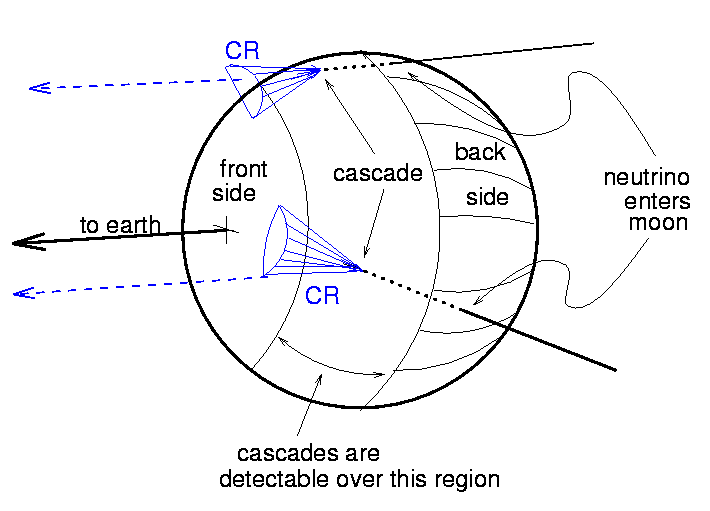 CR
front
side
cascade
back
side
neutrino
enters
moon
to earth
CR
cascades are
detectable over this region